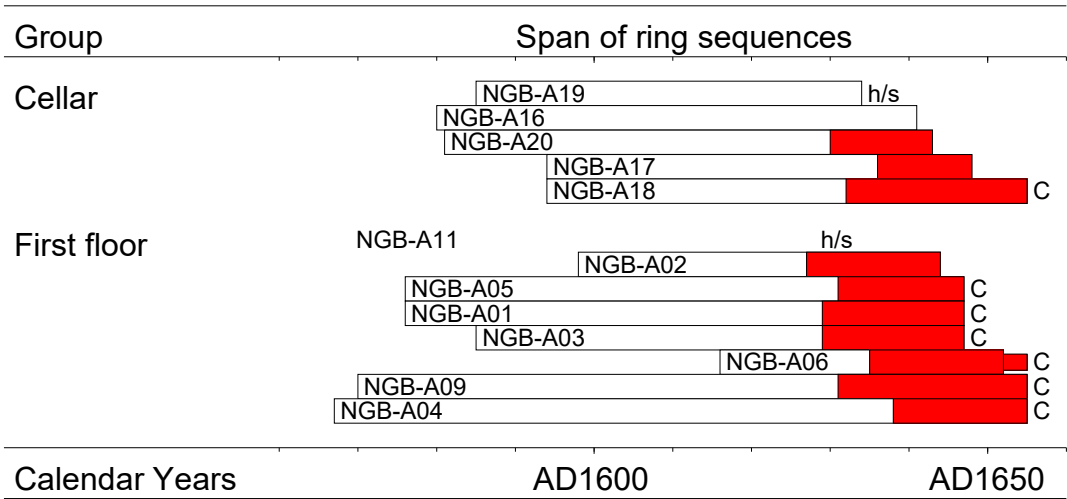 Group Span of ring sequences
Cellar
NGB-A19 h/s
NGB-A16
NGB-A20
NGB-A17
NGB-A18 C
First floor
NGB-A11 h/s
NGB-A02
NGB-A05 C
NGB-A01 C
NGB-A03 C
NGB-A06 C
NGB-A09 C
NGB-A04 C
Calendar Years AD1600 AD1650